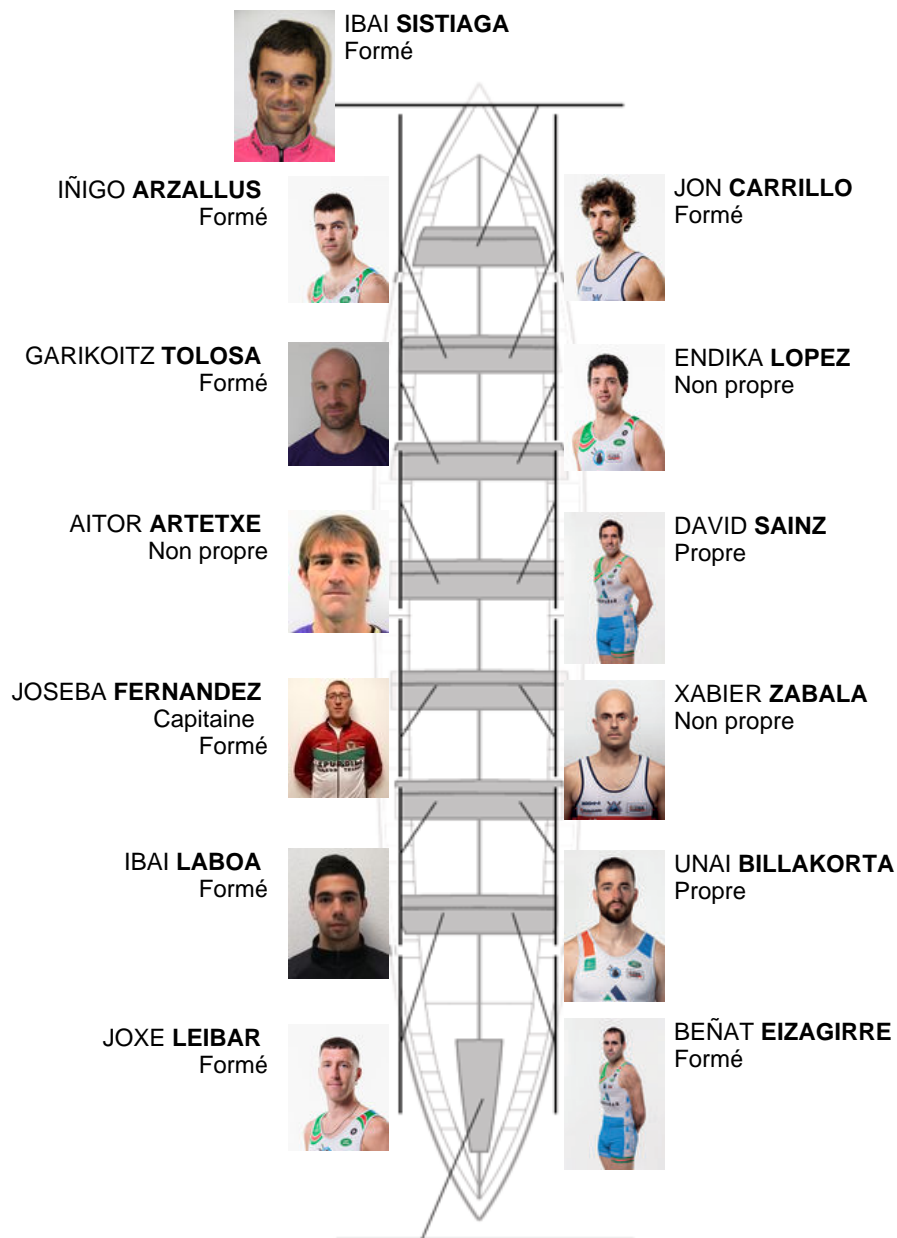 IBAI SISTIAGA
Formé
IÑIGO ARZALLUS
Formé
JON CARRILLO
Formé
GARIKOITZ TOLOSA
Formé
ENDIKA LOPEZ
Non propre
AITOR ARTETXE
Non propre
DAVID SAINZ
Propre
JOSEBA FERNANDEZ
Capitaine
Formé
XABIER ZABALA
Non propre
IBAI LABOA
Formé
UNAI BILLAKORTA
Propre
JOXE LEIBAR
Formé
BEÑAT EIZAGIRRE
Formé